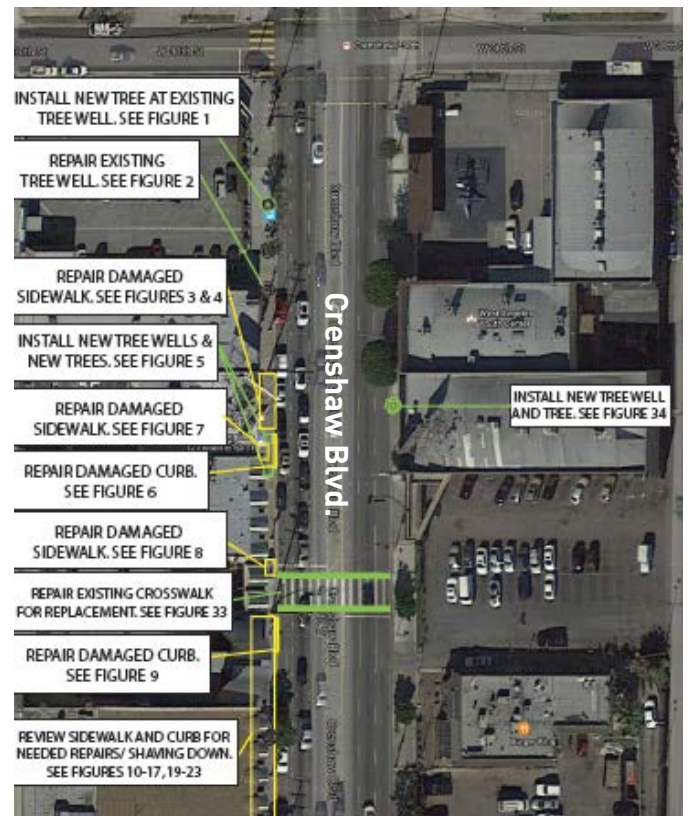 INSTALL NEW TREE AT EXISTING
TREE WELL. SEE FIGURE 1
REPAIR EXISTING
TREE WELL. SEE FIGURE 2
REPAIR DAMAGED
SIDEWALK. SEE FIGURES 3 & 4
INSTALL NEW TREE WELLS &
NEW TREES. SEE FIGURE 5
REPAIR DAMAGED
SIDEWALK. SEE FIGURE 7
REPAIR DAMAGED CURB.
SEE FIGURE 6
REPAIR DAMAGED
SIDEWALK. SEE FIGURE 8
REPAIR EXISTING CROSSWALK
FOR REPLACEMENT. SEE FIGURE 33
REPAIR DAMAGED CURB.
SEE FIGURE 9
REVIEW SIDEWALK AND CURB FOR
NEEDED REPAIRS/ SHAVING DOWN.
SEE FIGURES 10-17, 19-23
Crenshaw Blvd.
Crenshaw Blvd
West Angeles
INSTALL NEW TREE WELL
AND TREE. SEE FIGURE 34